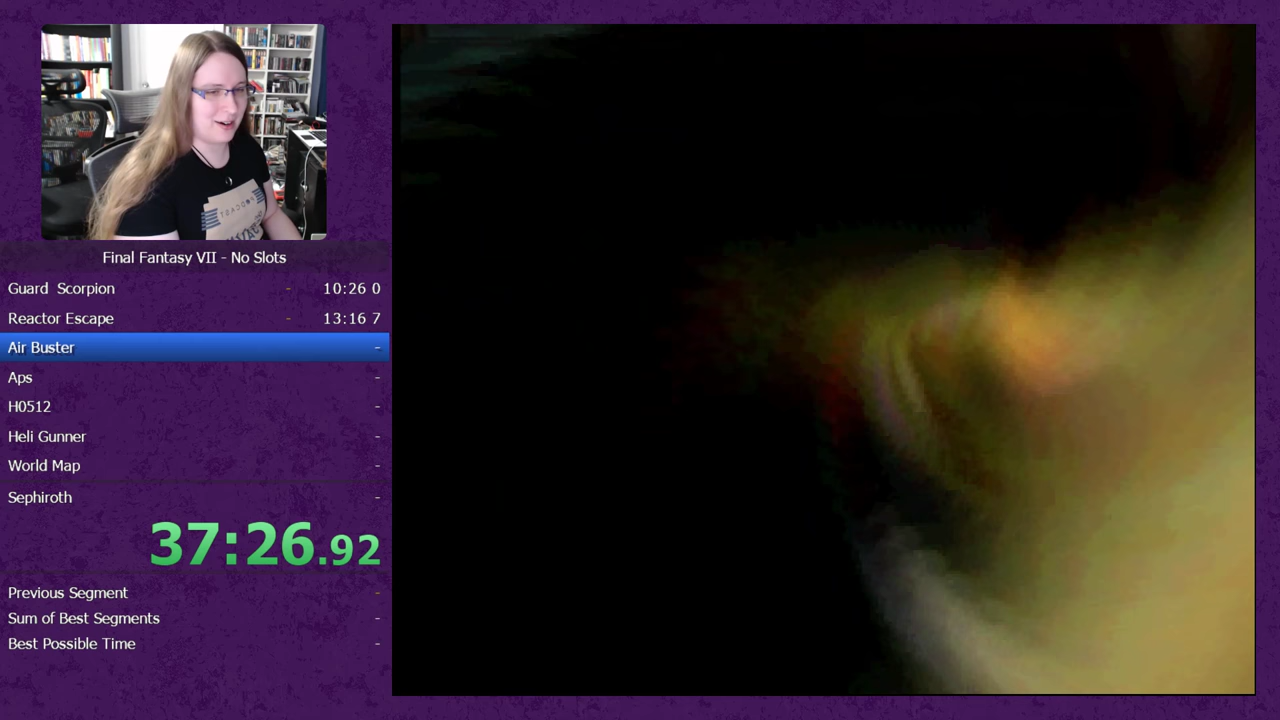 Final Fantasy VII - No Slots
Guard Scorpion - 10:26 0
Reactor Escape - 13:16 7
Air Buster -
Aps -
H0512 -
Heli Gunner -
World Map -
Sephiroth -
37:26.92
Previous Segment -
Sum of Best Segments -
Best Possible Time -